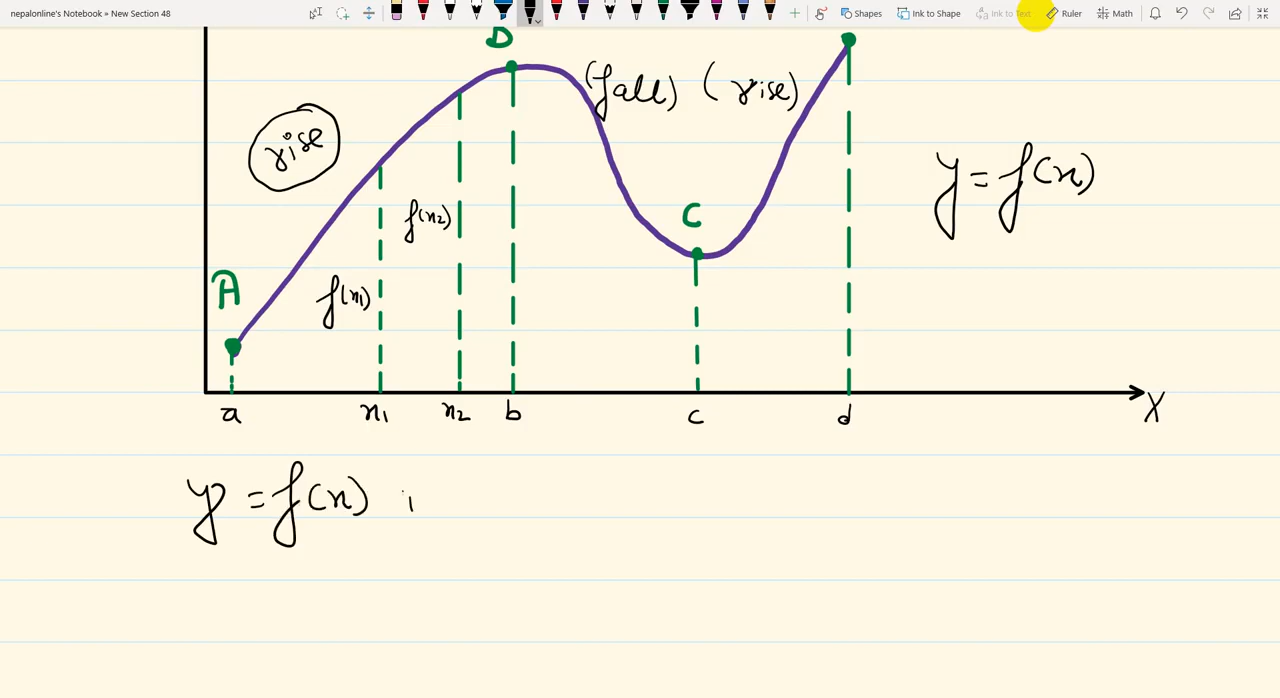 nepalonline's Notebook » New Section 48
Shapes
Ink to Shape
Ink to Text
Ruler
Math
B
(fall) (rise)
rise
y = f(x)
f(x2)
C
A
f(x1)
a x1 x2 b c d X
y = f(x) i